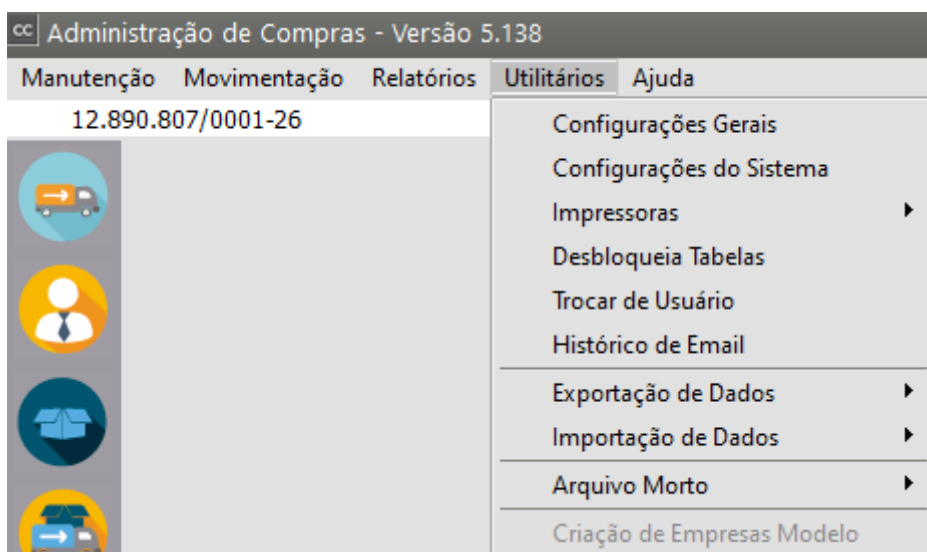 cc Administração de Compras - Versão 5.138
Manutenção Movimentação Relatórios Utilitários Ajuda
12.890.807/0001-26
Configurações Gerais
Configurações do Sistema
Impressoras
Desbloqueia Tabelas
Trocar de Usuário
Histórico de Email
Exportação de Dados
Importação de Dados
Arquivo Morto
Criação de Empresas Modelo